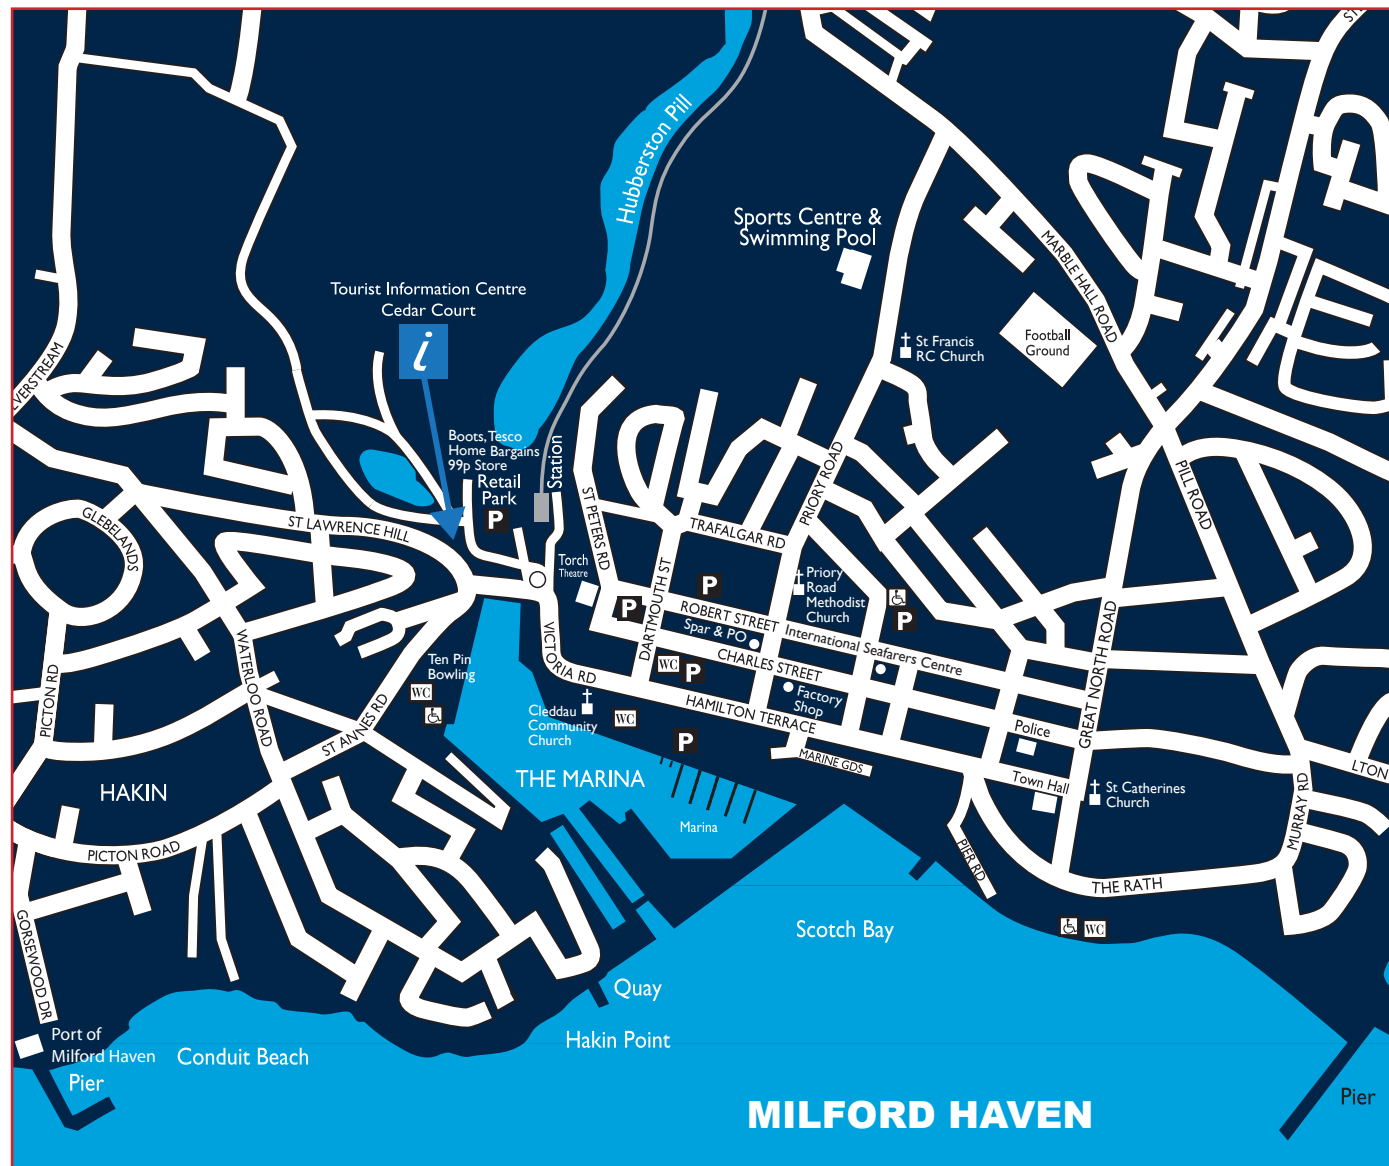 Hubberston Pill
Sports Centre &
Swimming Pool
MARBLE HALL ROAD
Tourist Information Centre
Cedar Court
i
St Francis
RC Church
Football
Ground
Boots, Tesco
Home Bargains
99p Store
Retail
Park
P
Station
ST LAWRENCE HILL
GLEBELANDS
ST PETERS RD
TRAFALGAR RD
PRIORY ROAD
PILL ROAD
Torch
Theatre
P
P
DARTMOUTH ST
ROBERT STREET
Priory
Road
Methodist
Church
P
International Seafarers Centre
Spar & PO
CHARLES STREET
WC
P
Factory
Shop
HAMILTON TERRACE
VICTORIA RD
GREAT NORTH ROAD
PICTON RD
WATERLOO ROAD
ST ANNES RD
Ten Pin
Bowling
WC
Cleddau
Community
Church
WC
P
MARINE GDS
Police
Town Hall
St Catherines
Church
MURRAY RD
LTON
HAKIN
THE MARINA
Marina
PICTON ROAD
PIER RD
THE RATH
GORSEWOOD DR
Scotch Bay
WC
Quay
Hakin Point
Port of
Milford Haven
Pier
Conduit Beach
MILFORD HAVEN
Pier